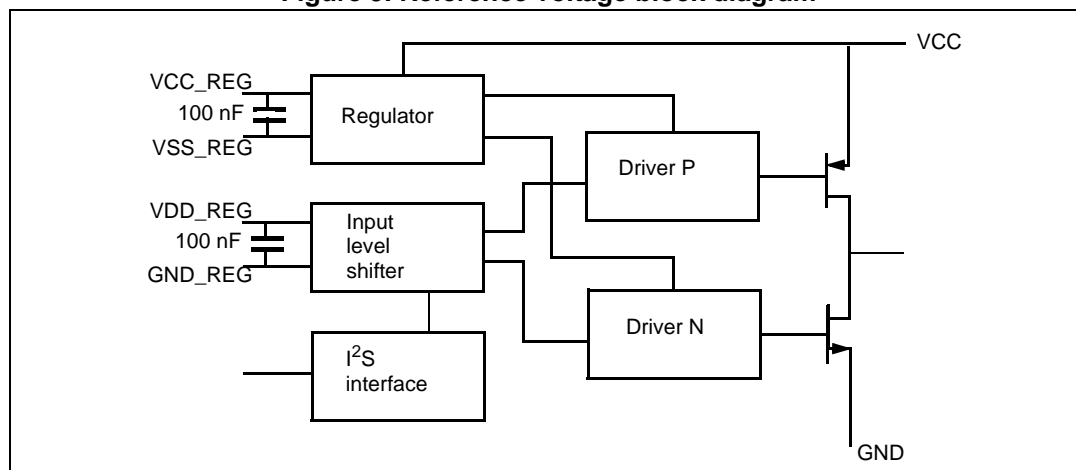 Figure Reference voltage block diagram
VCC
VCC_REG
100 nF
Regulator
VSS_REG
Driver P
VDD_REG
100 nF
Input
level
shifter
GND_REG
Driver N
I²S
interface
GND